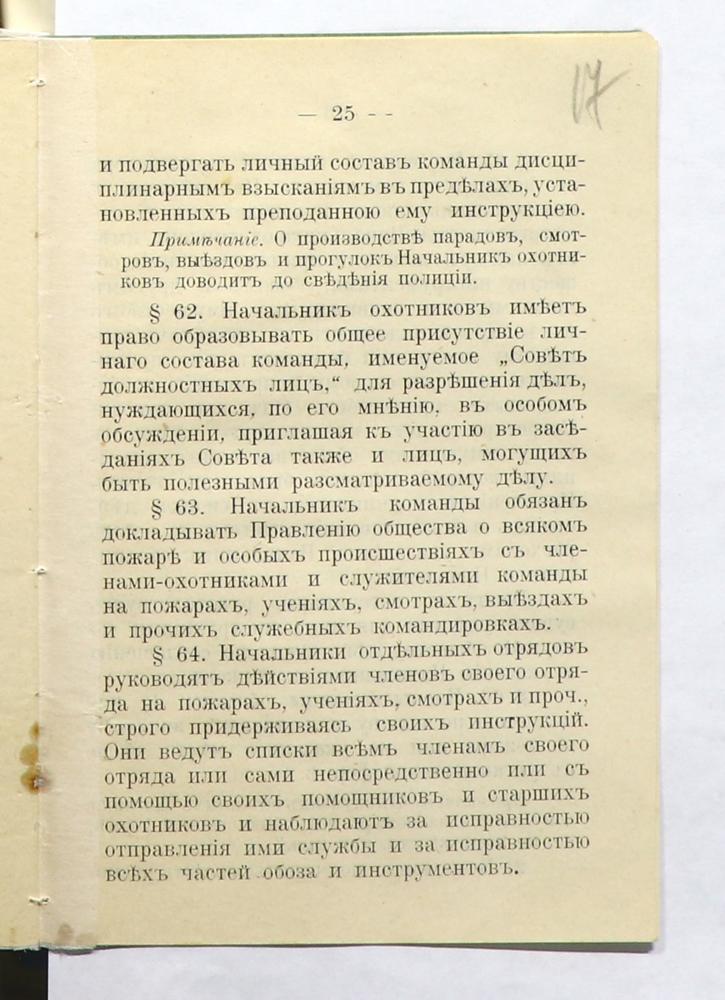 17
— 25 - -
и подвергать личный составъ команды дисци-
плинарнымъ взысканіямъ въ предѣлахъ, уста-
новленныхъ преподанною ему инструкціею.
Примѣчаніе. О производствѣ парадовъ, смот-
ровъ, выѣздовъ и прогулокъ Начальникъ охотни-
ковъ доводитъ до свѣдѣнія полиціи.
§ 62. Начальникъ охотниковъ имѣетъ
право образовывать общее присутствіе лич-
наго состава команды, именуемое „Совѣтъ
должностныхъ лицъ,“ для разрѣшенія дѣлъ,
нуждающихся, по его мнѣнію, въ особомъ
обсужденіи, приглашая къ участію въ засѣ-
даніяхъ Совѣта также и лицъ, могущихъ
быть полезными разсматриваемому дѣлу.
§ 63. Начальникъ команды обязанъ
докладывать Правленію общества о всякомъ
пожарѣ и особыхъ происшествіяхъ съ чле-
нами-охотниками и служителями команды
на пожарахъ, ученіяхъ, смотрахъ, выѣздахъ
и прочихъ служебныхъ командировкахъ.
§ 64. Начальники отдѣльныхъ отрядовъ
руководятъ дѣйствіями членовъ своего отря-
да на пожарахъ, ученіяхъ, смотрахъ и проч.,
строго придерживаясь своихъ инструкцій.
Они ведутъ списки всѣмъ членамъ своего
отряда или сами непосредственно или съ
помощью своихъ помощниковъ и старшихъ
охотниковъ и наблюдаютъ за исправностью
отправленія ими службы и за исправностью
всѣхъ частей обоза и инструментовъ.